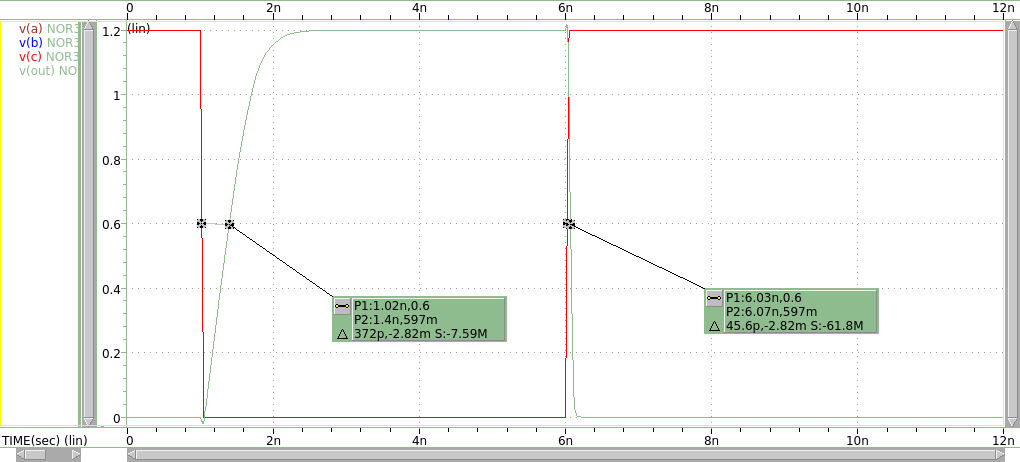 0 2n 4n 6n 8n 10n 12n
v(a) NOR3
v(b) NOR3
v(c) NOR3
v(out) NO
(lin)
1.2
1
0.8
0.6
0.4
0.2
0
P1:1.02n,0.6
P2:1.4n,597m
372p,-2.82m S:-7.59M
P1:6.03n,0.6
P2:6.07n,597m
45.6p,-2.82m S:-61.8M
TIME(sec) (lin)
0 2n 4n 6n 8n 10n 12n